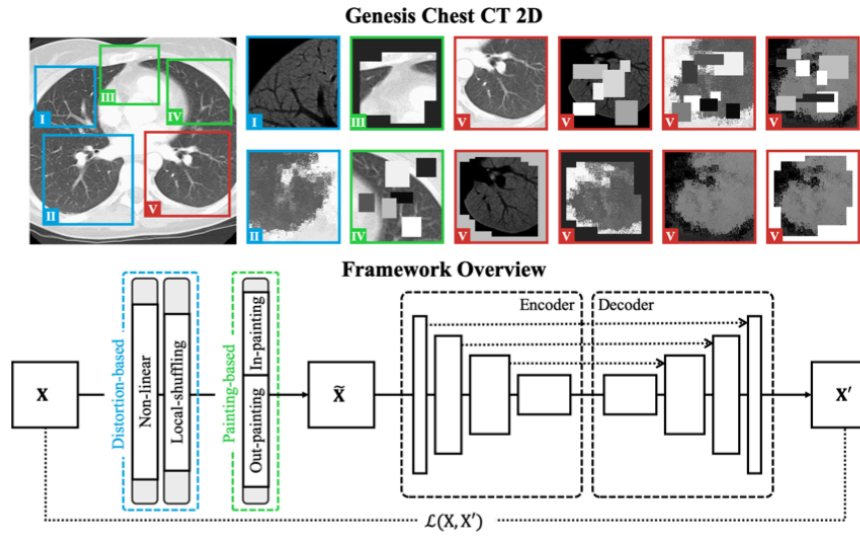 Genesis Chest CT 2D
I
II
III
IV
V
I
III
V
V
V
V
II
IV
V
V
V
V
Framework Overview
X
Distortion-based
Non-linear
Local-shuffling
Painting-based
Out-painting
In-painting
X̃
Encoder
Decoder
X′
ℒ(X, X′)